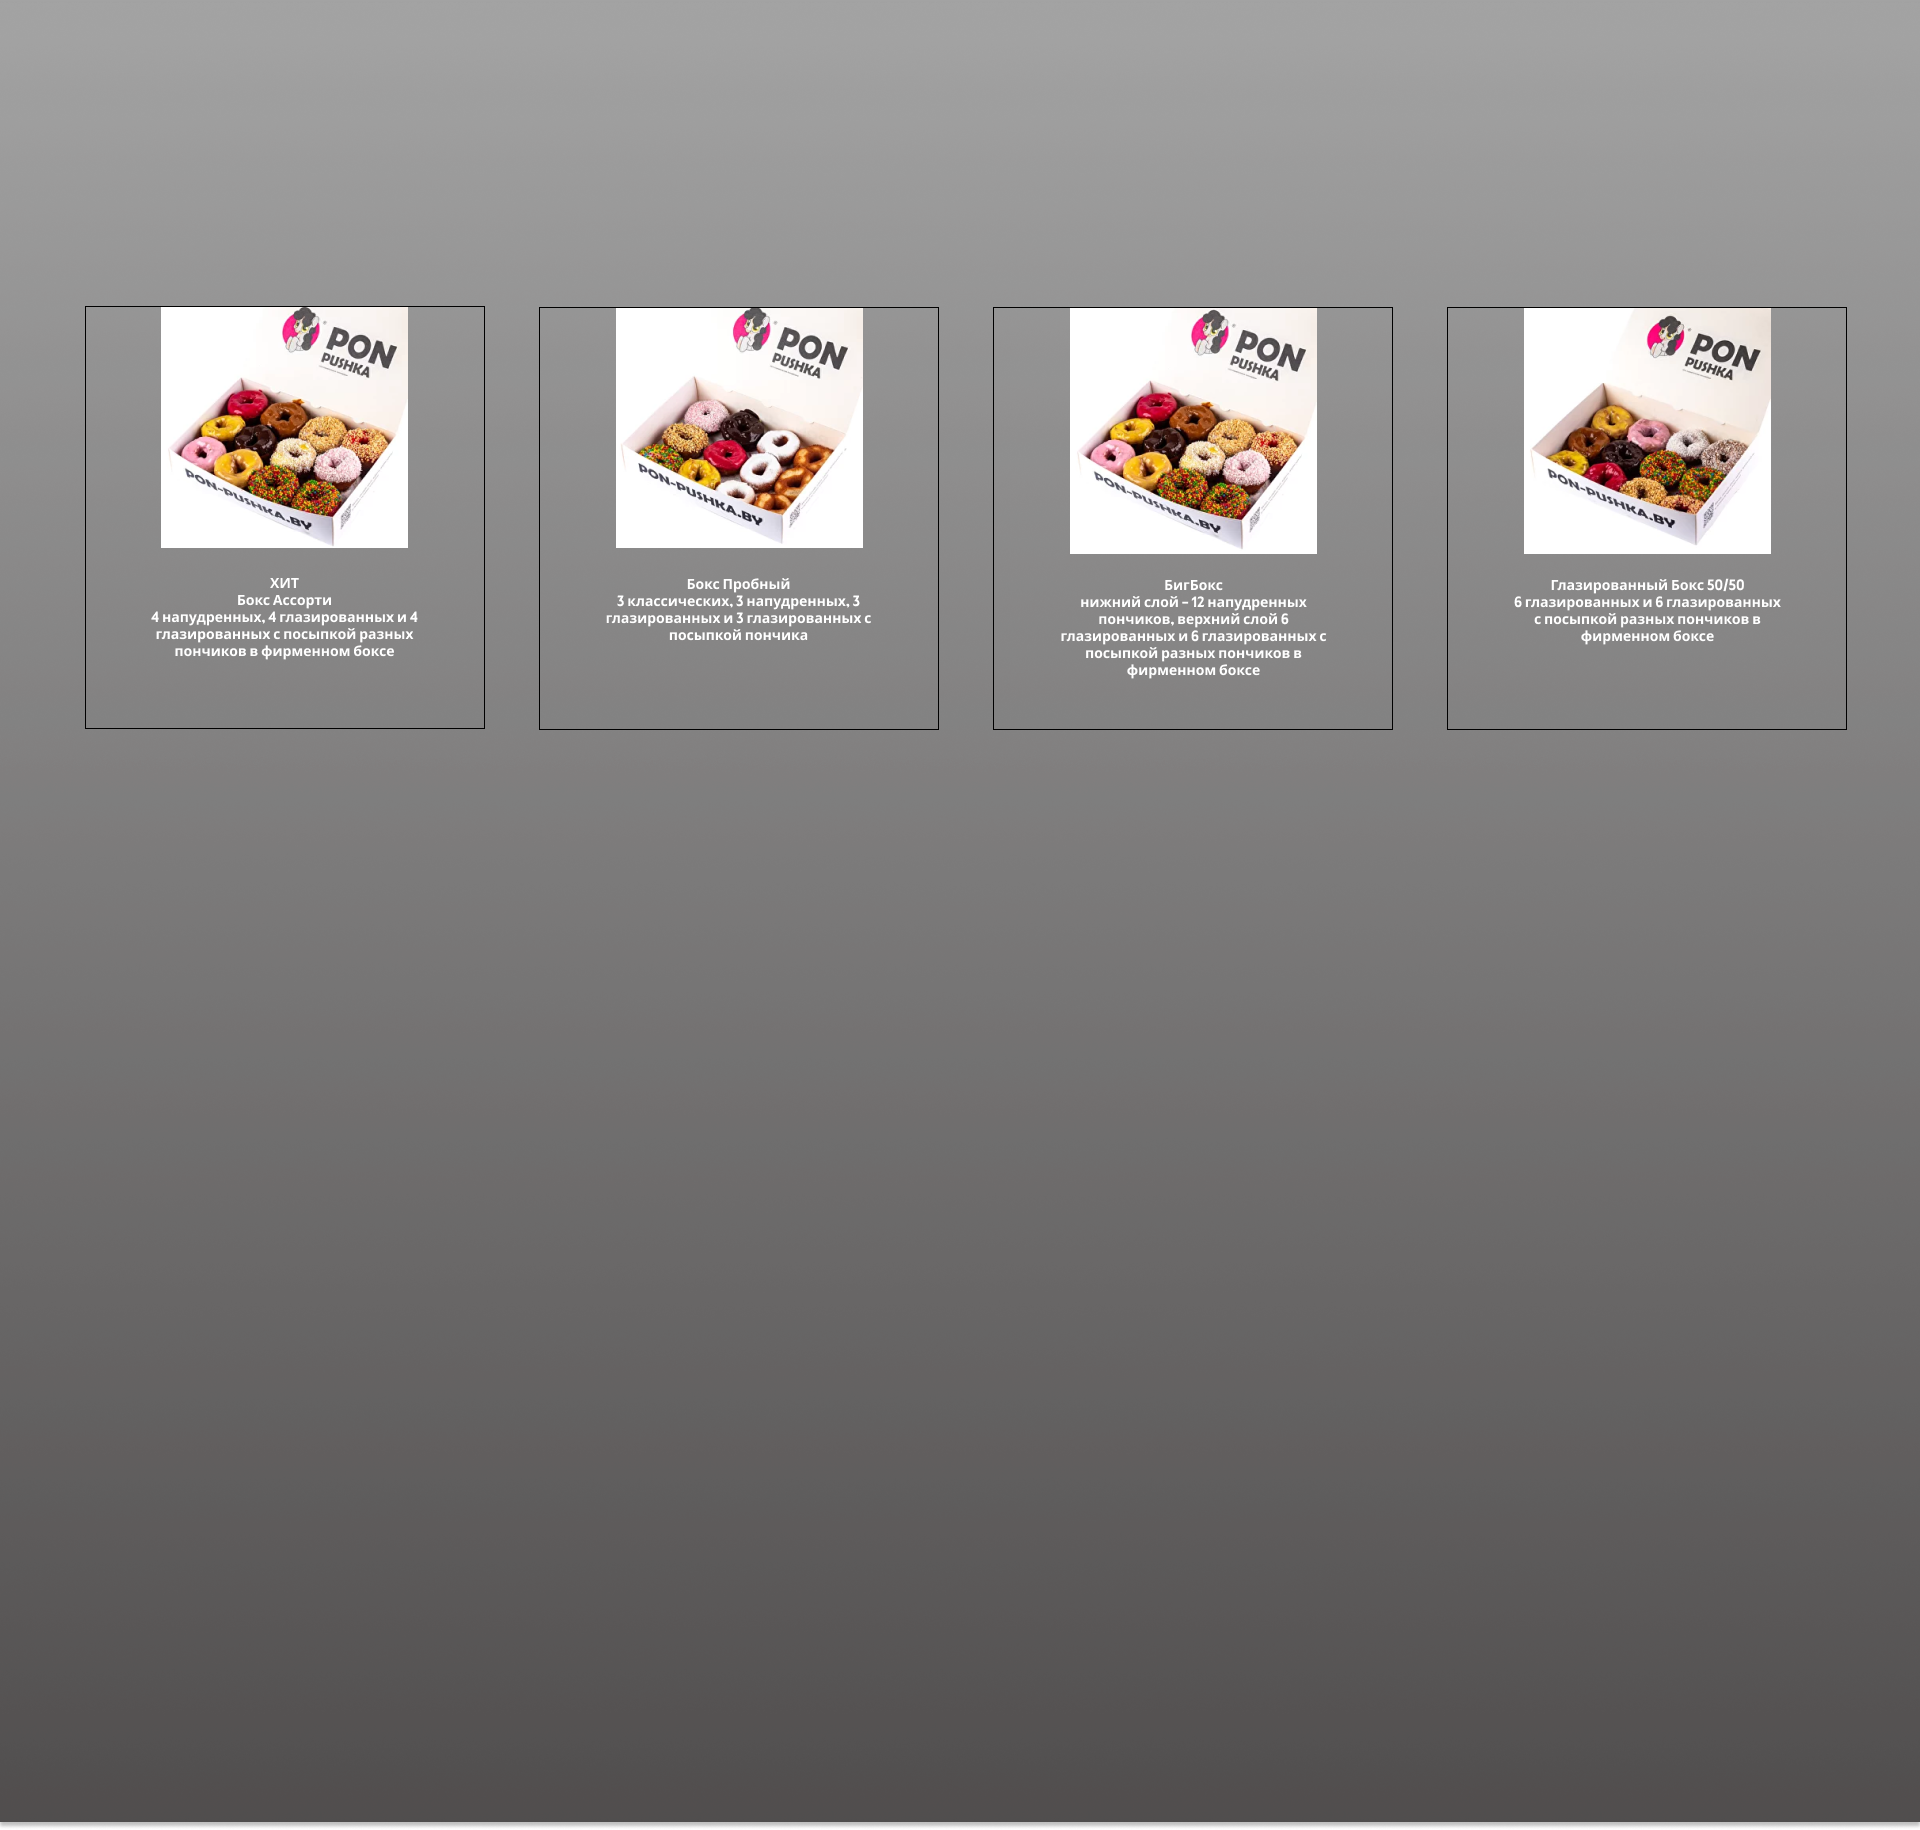 PON
PUSHKA
PON-PUSHKA.BY
ХИТ
Бокс Ассорти
4 напудренных, 4 глазированных и 4
глазированных с посыпкой разных
пончиков в фирменном боксе
PON
PUSHKA
PON-PUSHKA.BY
Бокс Пробный
3 классических, 3 напудренных, 3
глазированных и 3 глазированных с
посыпкой пончика
PON
PUSHKA
PON-PUSHKA.BY
БигБокс
нижний слой - 12 напудренных
пончиков, верхний слой 6
глазированных и 6 глазированных с
посыпкой разных пончиков в
фирменном боксе
PON
PUSHKA
PON-PUSHKA.BY
Глазированный Бокс 50/50
6 глазированных и 6 глазированных
с посыпкой разных пончиков в
фирменном боксе